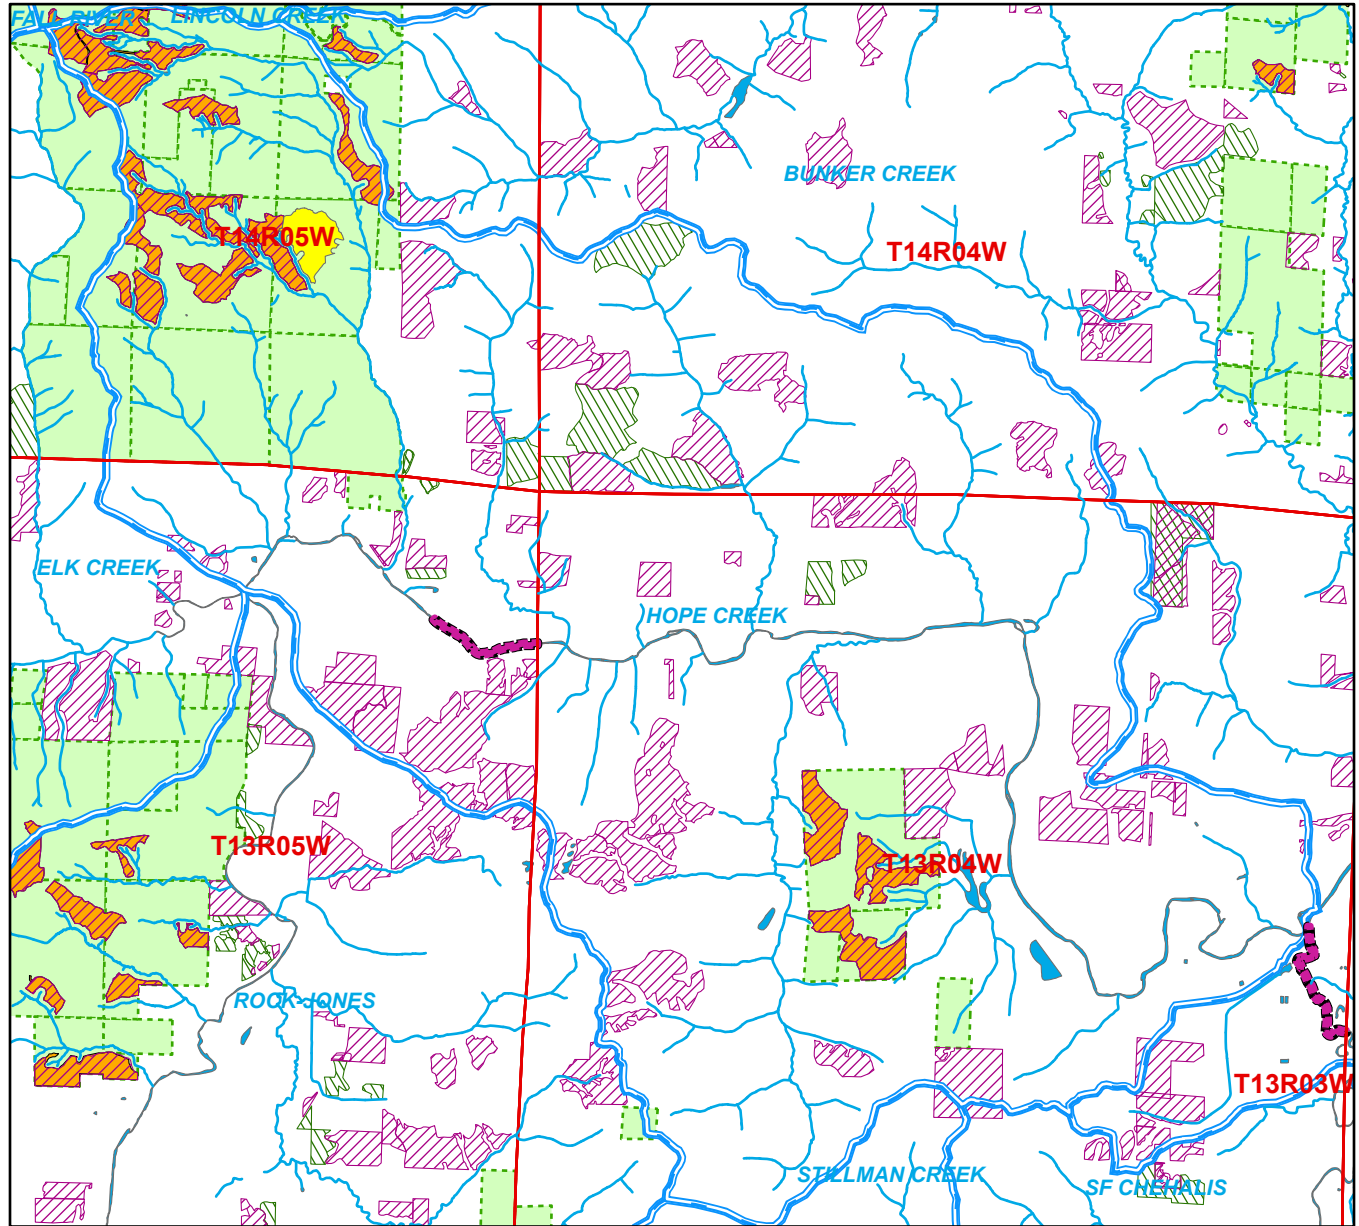 FALL RIVER
LINCOLN CREEK
BUNKER CREEK
T14R05W
T14R04W
ELK CREEK
HOPE CREEK
T13R05W
T13R04W
ROCK-JONES
T13R03W
STILLMAN CREEK
SF CHEHALIS